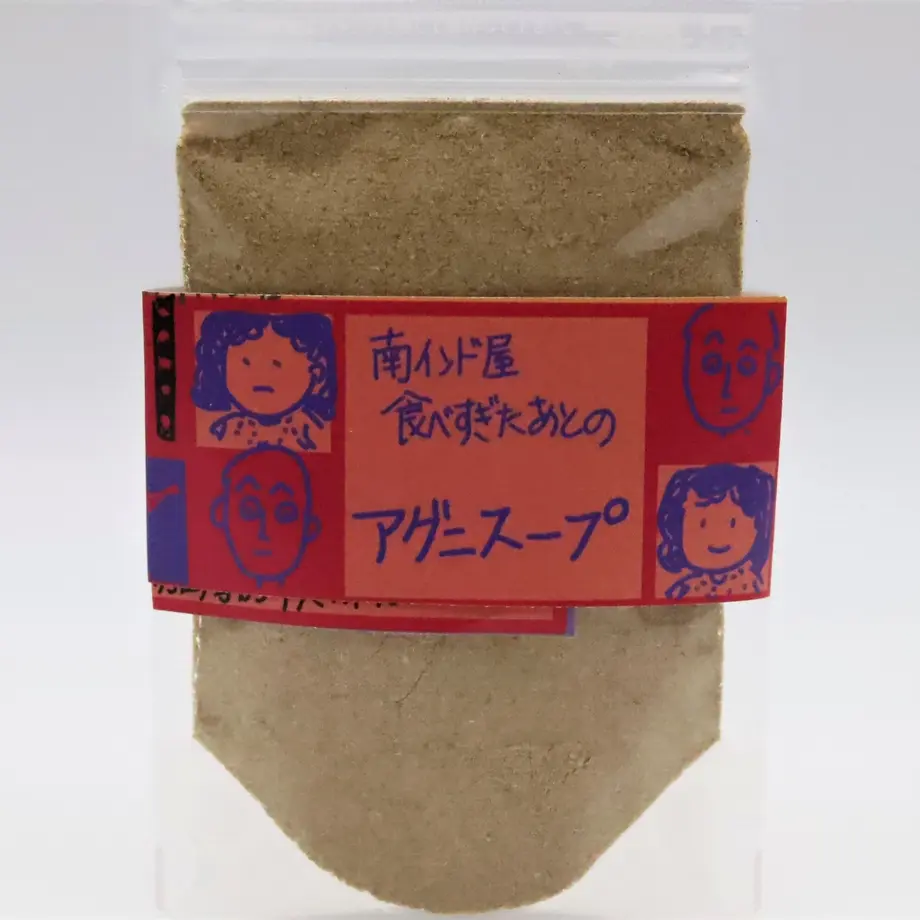 南インド屋
食べすぎたあとの
アグニスープ